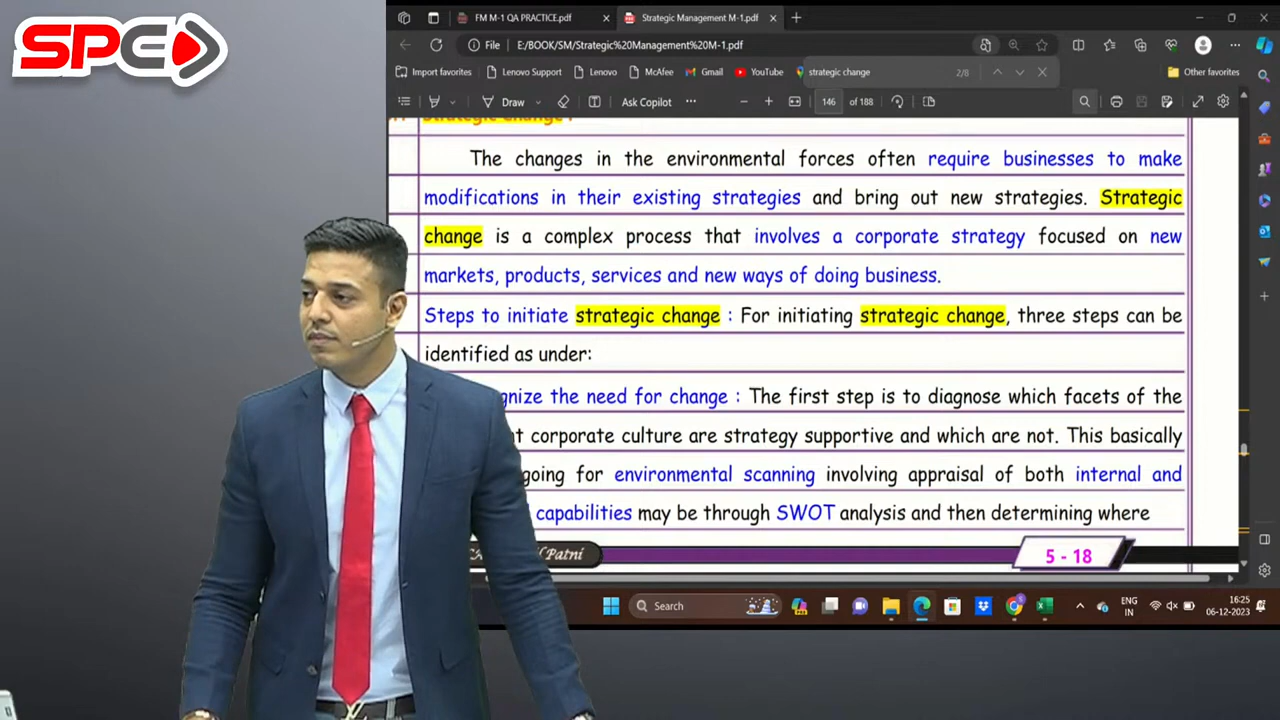 SPC
FM M-1 QA PRACTICE.pdf
Strategic Management M-1.pdf
File
E:/BOOK/SM/Strategic%20Management%20M-1.pdf
Import favorites
Lenovo Support
Lenovo
McAfee
Gmail
YouTube
strategic change
2/8
Other favorites
Draw
Ask Copilot
146
of 188
Strategic Change :
The changes in the environmental forces often require businesses to make
modifications in their existing strategies and bring out new strategies. Strategic
change is a complex process that involves a corporate strategy focused on new
markets, products, services and new ways of doing business.
Steps to initiate strategic change : For initiating strategic change, three steps can be
identified as under:
gnize the need for change : The first step is to diagnose which facets of the
nt corporate culture are strategy supportive and which are not. This basically
going for environmental scanning involving appraisal of both internal and
capabilities may be through SWOT analysis and then determining where
Patni
5 - 18
Search
ENG
IN
16:25
06-12-2023